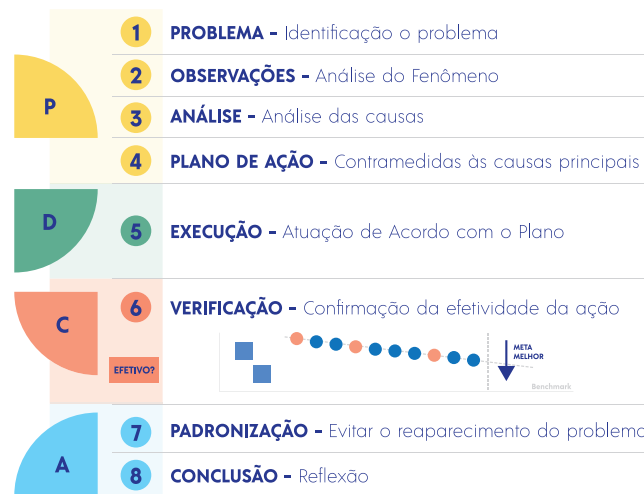 1 PROBLEMA - Identificação o problema
2 OBSERVAÇÕES - Análise do Fenômeno
P
3 ANÁLISE - Análise das causas
4 PLANO DE AÇÃO - Contramedidas às causas principais
D
5 EXECUÇÃO - Atuação de Acordo com o Plano
6 VERIFICAÇÃO - Confirmação da efetividade da ação
C
META
MELHOR
EFETIVO?
Benchmark
7 PADRONIZAÇÃO - Evitar o reaparecimento do problema
A
8 CONCLUSÃO - Reflexão